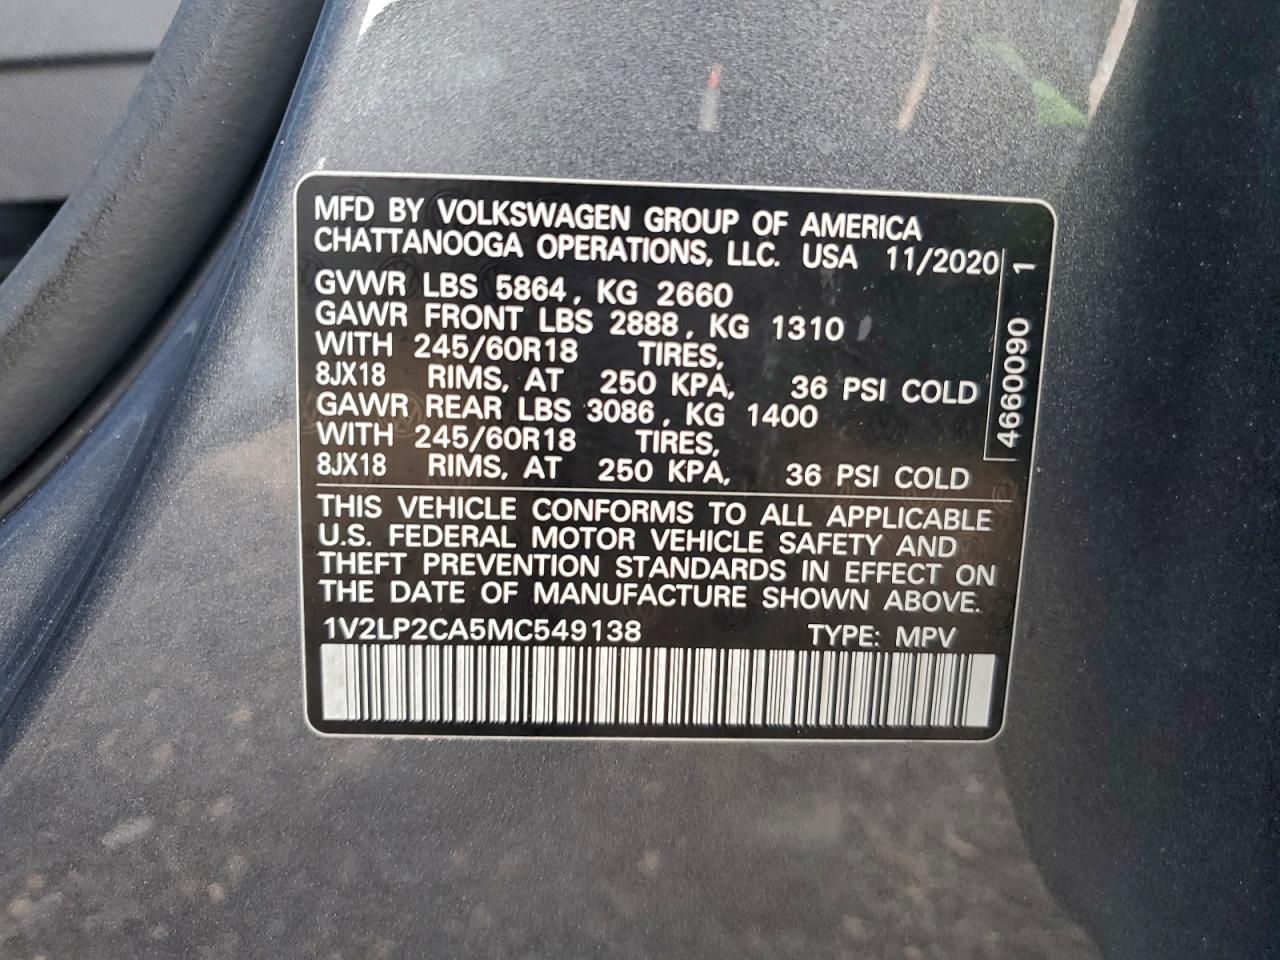 MFD BY VOLKSWAGEN GROUP OF AMERICA
CHATTANOOGA OPERATIONS, LLC. USA 11/2020
GVWR LBS 5864, KG 2660
GAWR FRONT LBS 2888, KG 1310
WITH 245/60R18 TIRES,
8JX18 RIMS, AT 250 KPA, 36 PSI COLD
GAWR REAR LBS 3086, KG 1400
WITH 245/60R18 TIRES,
8JX18 RIMS, AT 250 KPA, 36 PSI COLD
4660090 1
THIS VEHICLE CONFORMS TO ALL APPLICABLE
U.S. FEDERAL MOTOR VEHICLE SAFETY AND
THEFT PREVENTION STANDARDS IN EFFECT ON
THE DATE OF MANUFACTURE SHOWN ABOVE.
1V2LP2CA5MC549138 TYPE: MPV